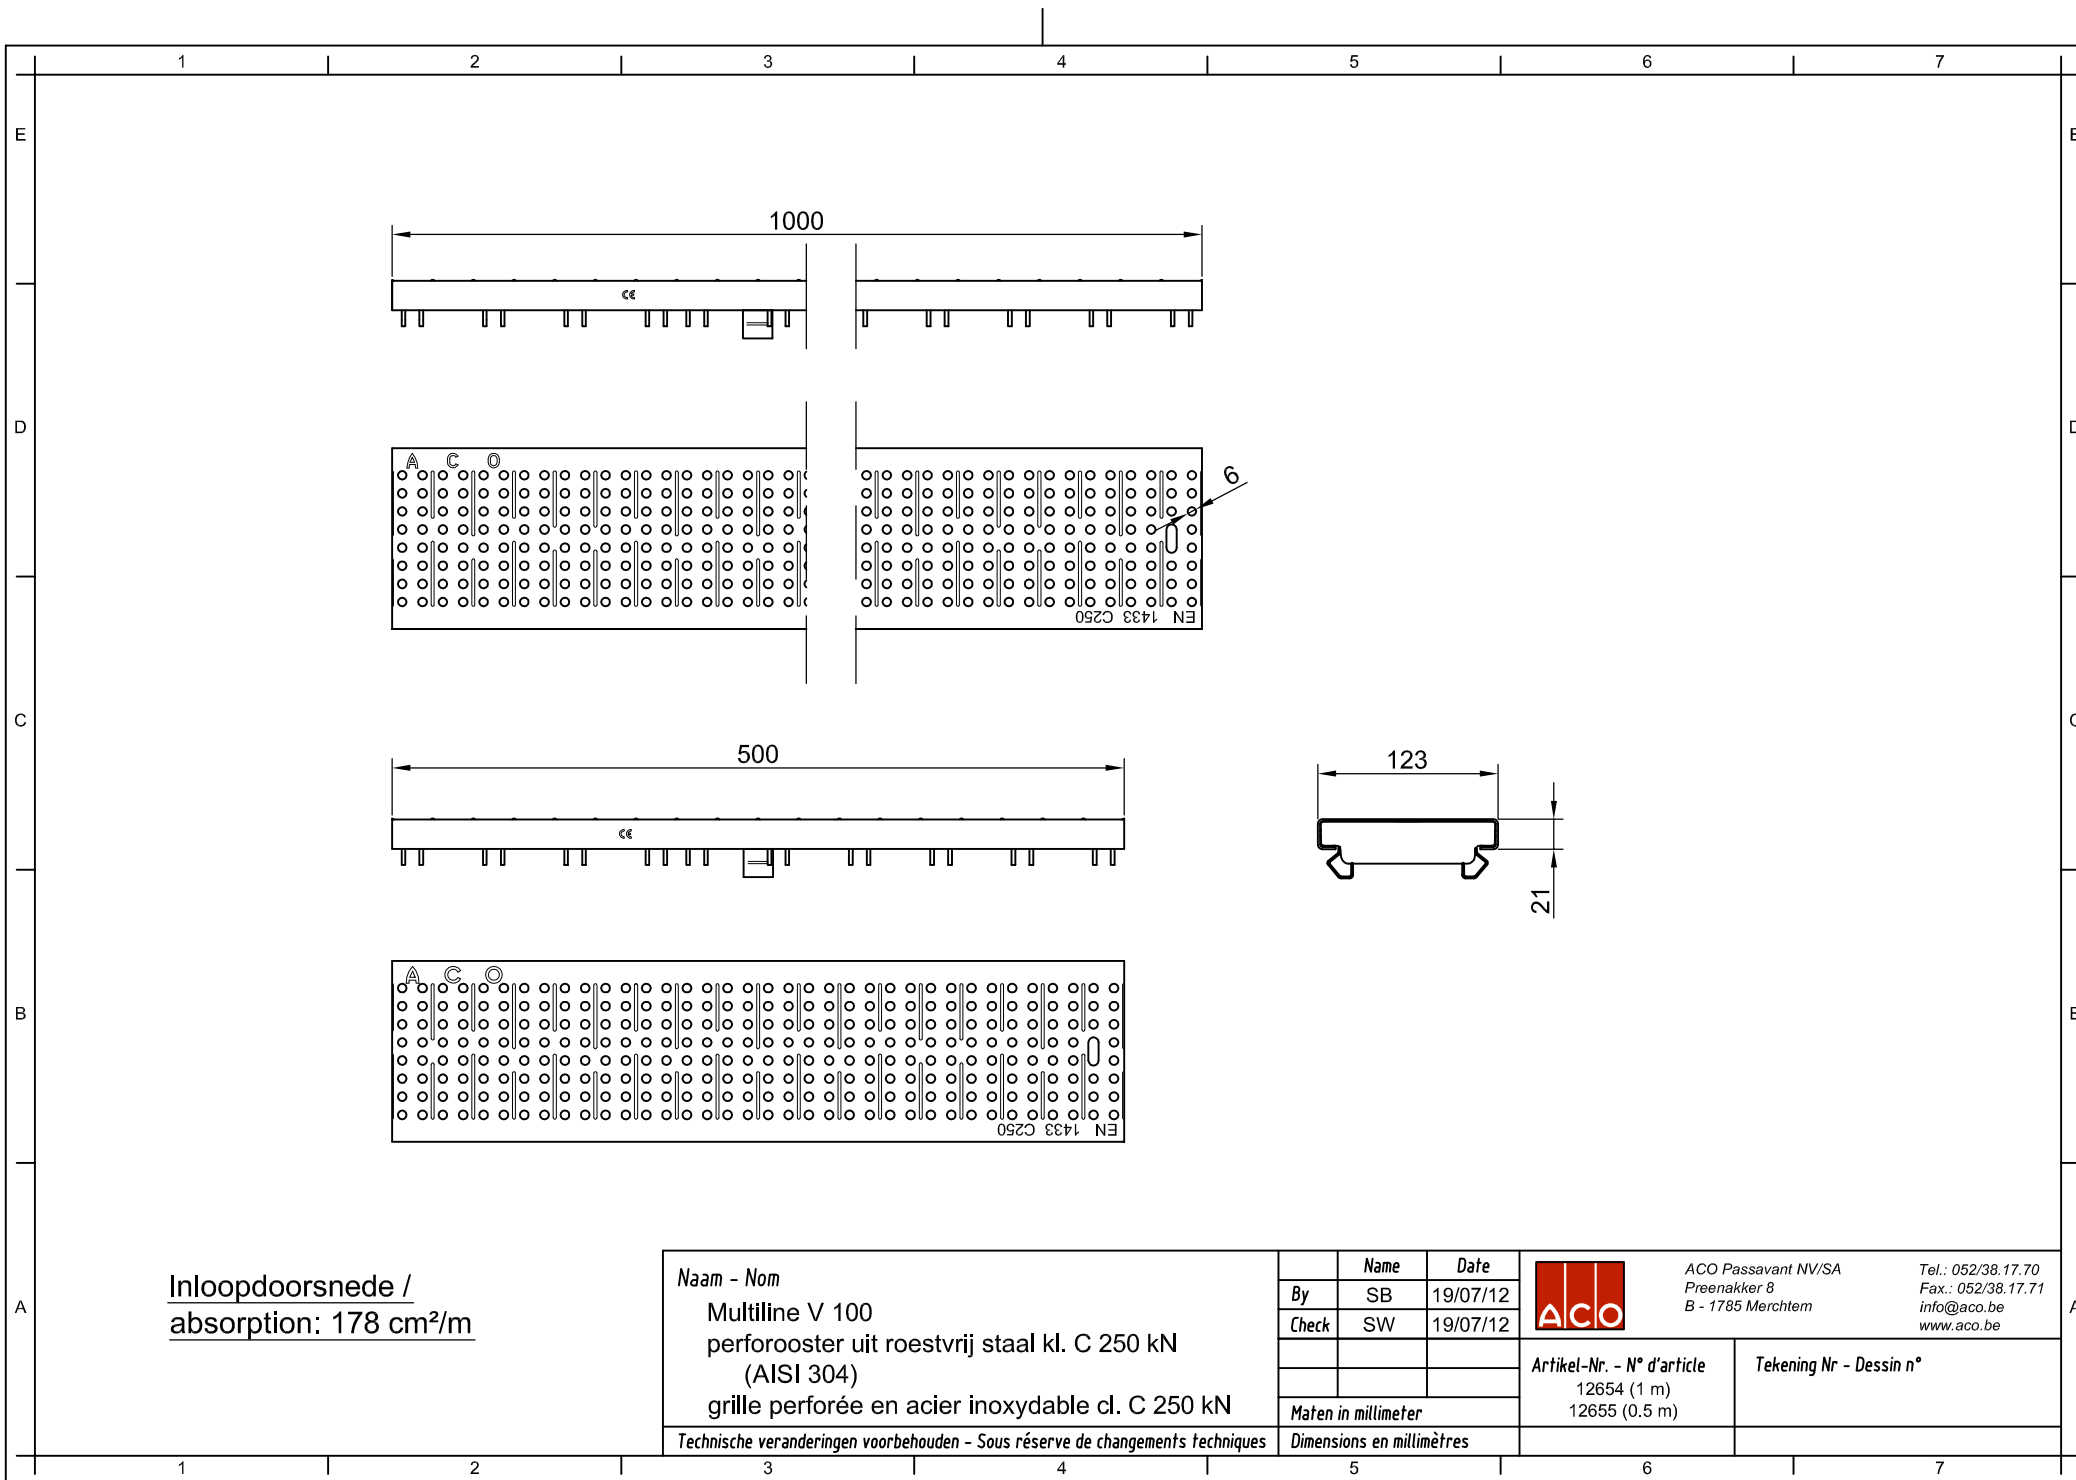 1 2 3 4 5 6 7
E E
1000
CE
D D
A C O
6
EN 1433 C250
C C
500
123
CE
21
A C O
B B
EN 1433 C250
A A
Inloopdoorsnede /
absorption: 178 cm²/m
Naam - Nom
Multiline V 100
perforooster uit roestvrij staal kl. C 250 kN
(AISI 304)
grille perforée en acier inoxydable cl. C 250 kN
Technische veranderingen voorbehouden - Sous réserve de changements techniques
Name Date
By SB 19/07/12
Check SW 19/07/12
Maten in millimeter
Dimensions en millimètres
ACO
ACO Passavant NV/SA
Preenakker 8
B - 1785 Merchtem
Tel.: 052/38.17.70
Fax.: 052/38.17.71
info@aco.be
www.aco.be
Artikel-Nr. - N° d'article
12654 (1 m)
12655 (0.5 m)
Tekening Nr - Dessin n°
1 2 3 4 5 6 7